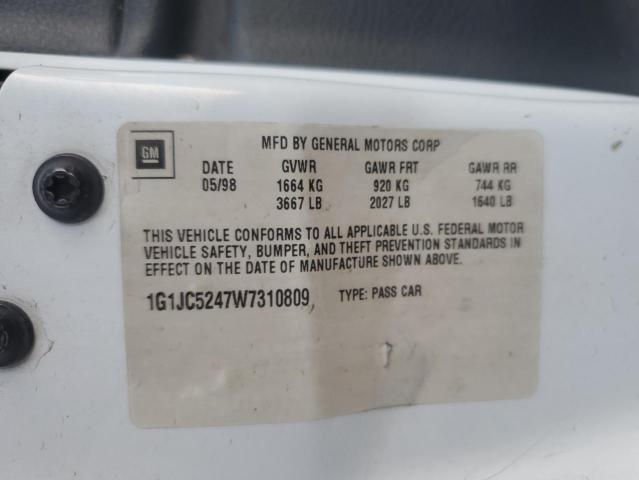 MFD BY GENERAL MOTORS CORP
GM
DATE GVWR GAWR FRT GAWR RR
05/98 1664 KG 920 KG 744 KG
3667 LB 2027 LB 1640 LB
THIS VEHICLE CONFORMS TO ALL APPLICABLE U.S. FEDERAL MOTOR
VEHICLE SAFETY, BUMPER, AND THEFT PREVENTION STANDARDS IN
EFFECT ON THE DATE OF MANUFACTURE SHOWN ABOVE.
1G1JC5247W7310809 TYPE: PASS CAR